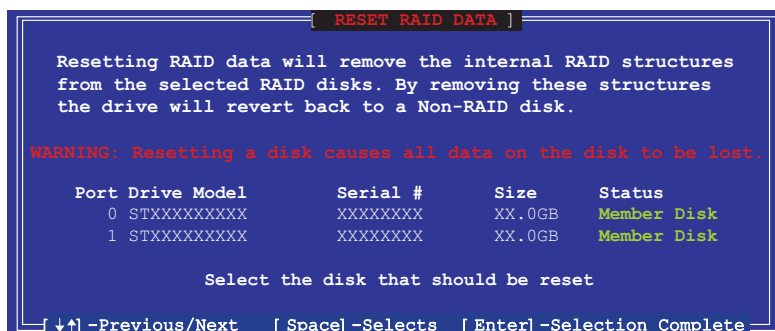 [ RESET RAID DATA ]
Resetting RAID data will remove the internal RAID structures
from the selected RAID disks. By removing these structures
the drive will revert back to a Non-RAID disk.
WARNING: Resetting a disk causes all data on the disk to be lost.
Port Drive Model Serial # Size Status
0 STXXXXXXXXX XXXXXXXX XX.0GB Member Disk
1 STXXXXXXXXX XXXXXXXX XX.0GB Member Disk
Select the disk that should be reset
[↓↑]-Previous/Next [Space]-Selects [Enter]-Selection Complete